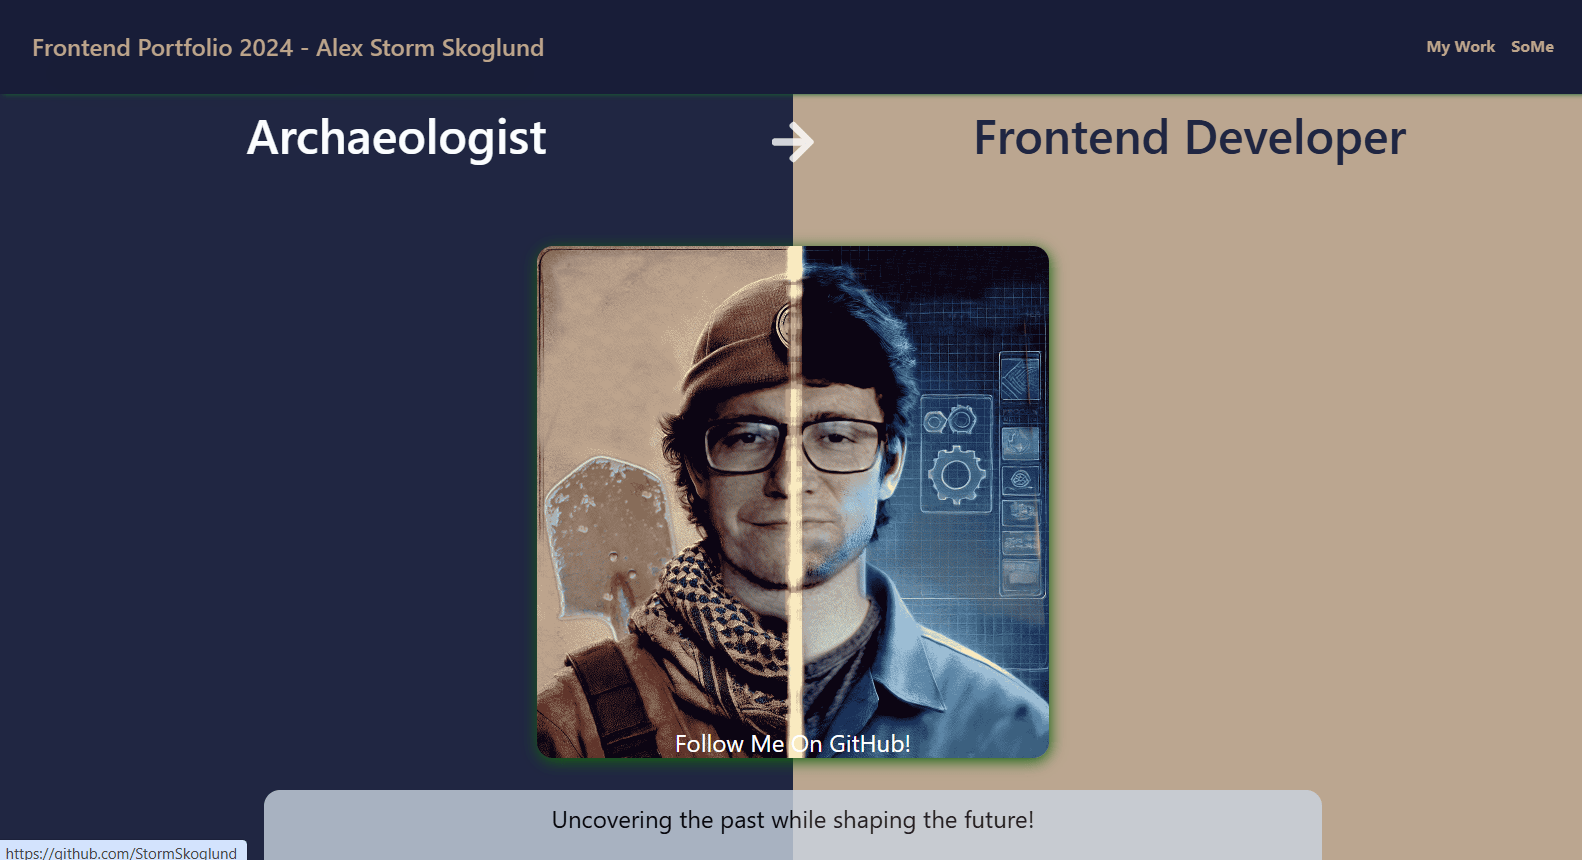 Frontend Portfolio 2024 - Alex Storm Skoglund
My Work SoMe
Archaeologist
Frontend Developer
Follow Me On GitHub!
Uncovering the past while shaping the future!
https://github.com/StormSkoglund